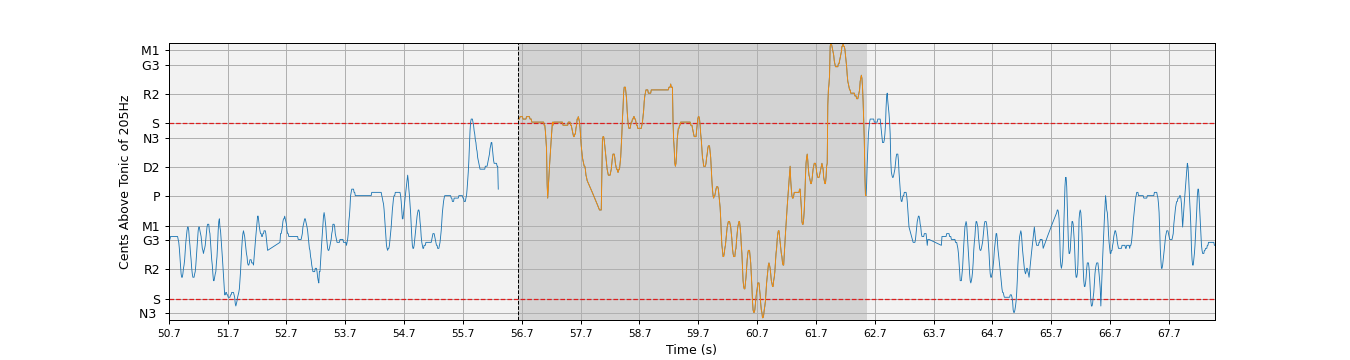 Cents Above Tonic of 205Hz
M1
G3
R2
S
N3
D2
P
M1
G3
R2
S
N3
50.7 51.7 52.7 53.7 54.7 55.7 56.7 57.7 58.7 59.7 60.7 61.7 62.7 63.7 64.7 65.7 66.7 67.7
Time (s)